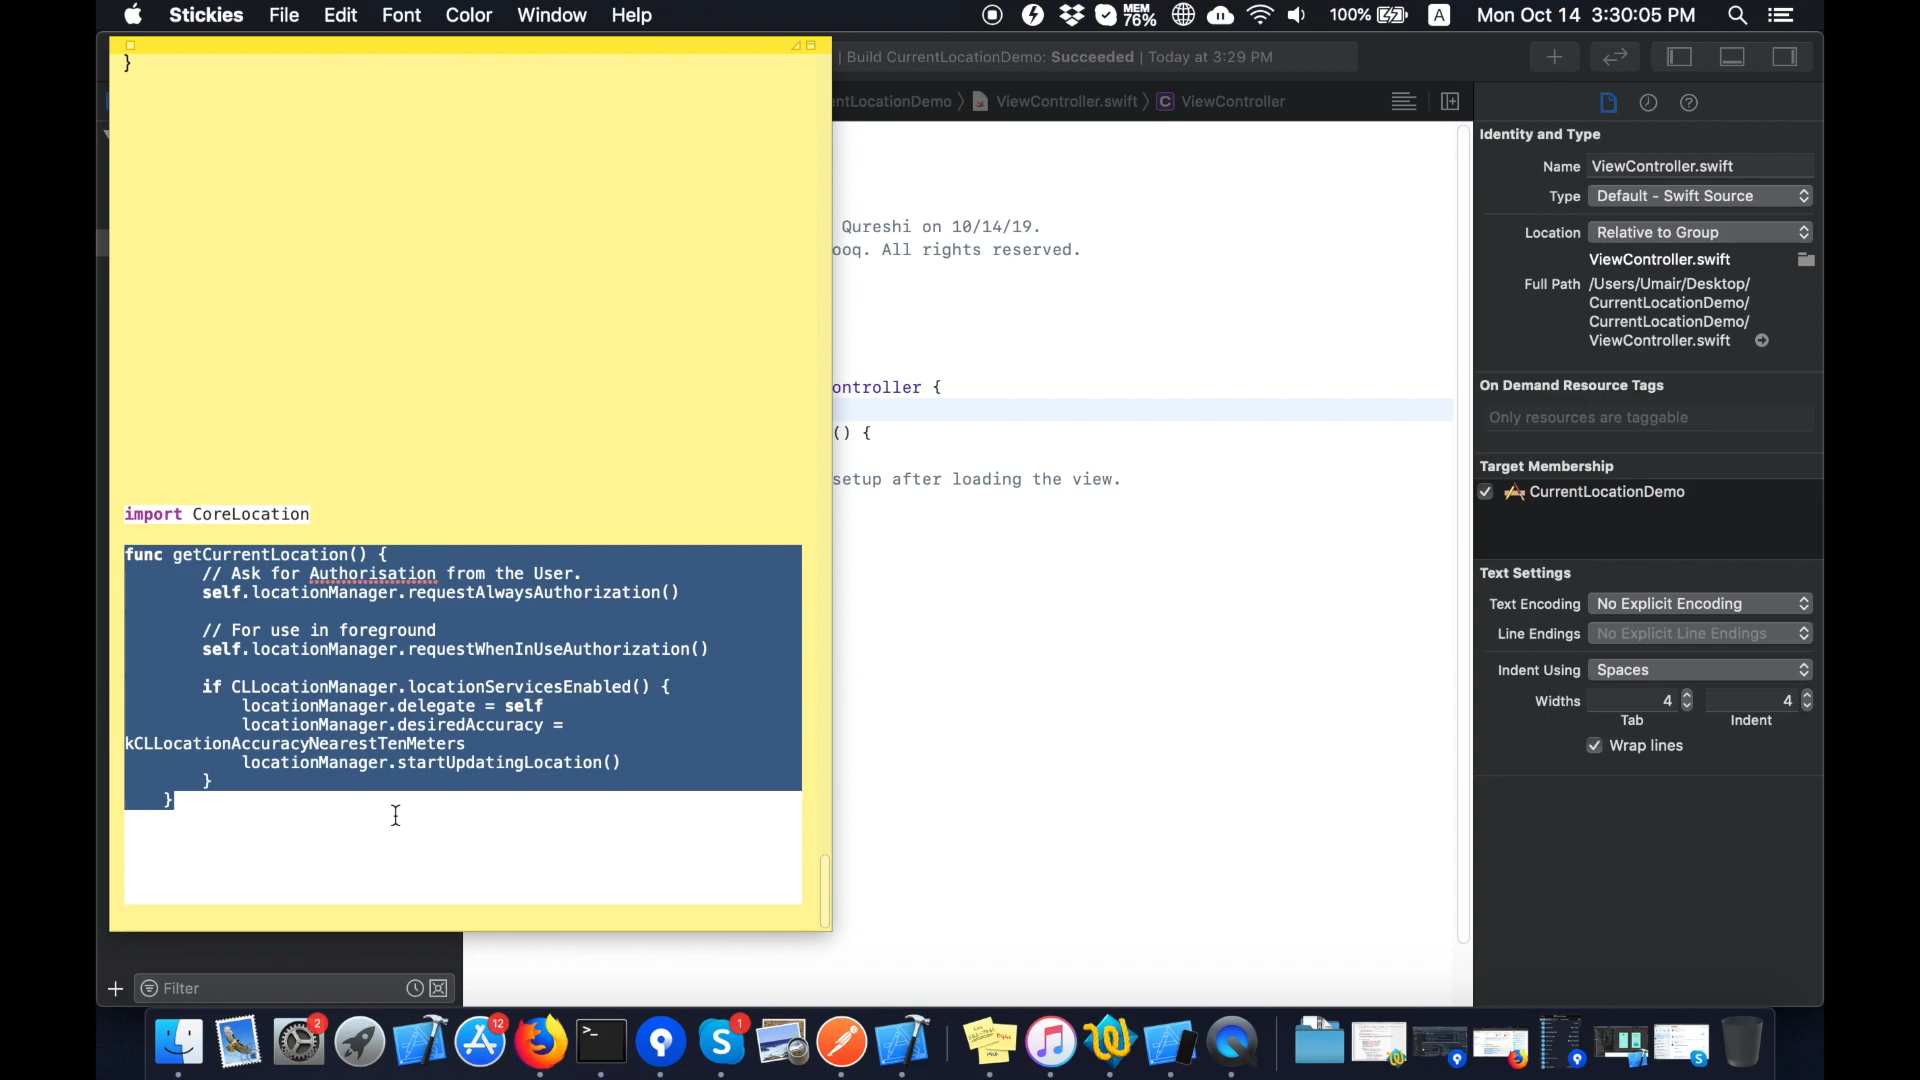 Stickies File Edit Font Color Window Help
MEM 76% 100% A Mon Oct 14 3:30:05 PM
}
| Build CurrentLocationDemo: Succeeded | Today at 3:29 PM
entLocationDemo ViewController.swift C ViewController
Qureshi on 10/14/19.
ooq. All rights reserved.
ontroller {
() {
setup after loading the view.
import CoreLocation
func getCurrentLocation() {
// Ask for Authorisation from the User.
self.locationManager.requestAlwaysAuthorization()
// For use in foreground
self.locationManager.requestWhenInUseAuthorization()
if CLLocationManager.locationServicesEnabled() {
locationManager.delegate = self
locationManager.desiredAccuracy =
kCLLocationAccuracyNearestTenMeters
locationManager.startUpdatingLocation()
}
}
Identity and Type
Name ViewController.swift
Type Default - Swift Source
Location Relative to Group
ViewController.swift
Full Path /Users/Umair/Desktop/
CurrentLocationDemo/
CurrentLocationDemo/
ViewController.swift
On Demand Resource Tags
Only resources are taggable
Target Membership
CurrentLocationDemo
Text Settings
Text Encoding No Explicit Encoding
Line Endings No Explicit Line Endings
Indent Using Spaces
Widths 4 4
Tab Indent
Wrap lines
Filter
2 12 1